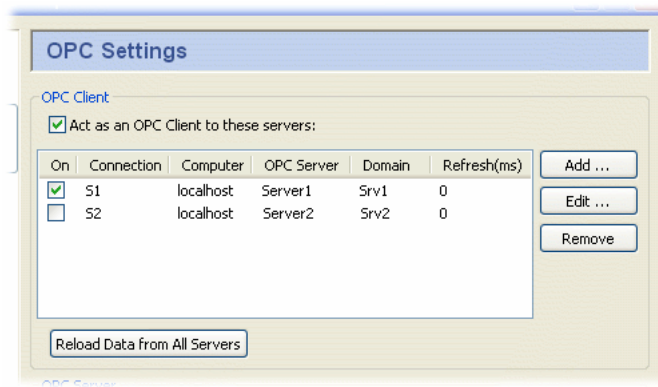 OPC Settings
OPC Client
Act as an OPC Client to these servers:
On Connection Computer OPC Server Domain Refresh(ms)
S1 localhost Server1 Srv1 0
S2 localhost Server2 Srv2 0
Add ...
Edit ...
Remove
Reload Data from All Servers
OPC Server